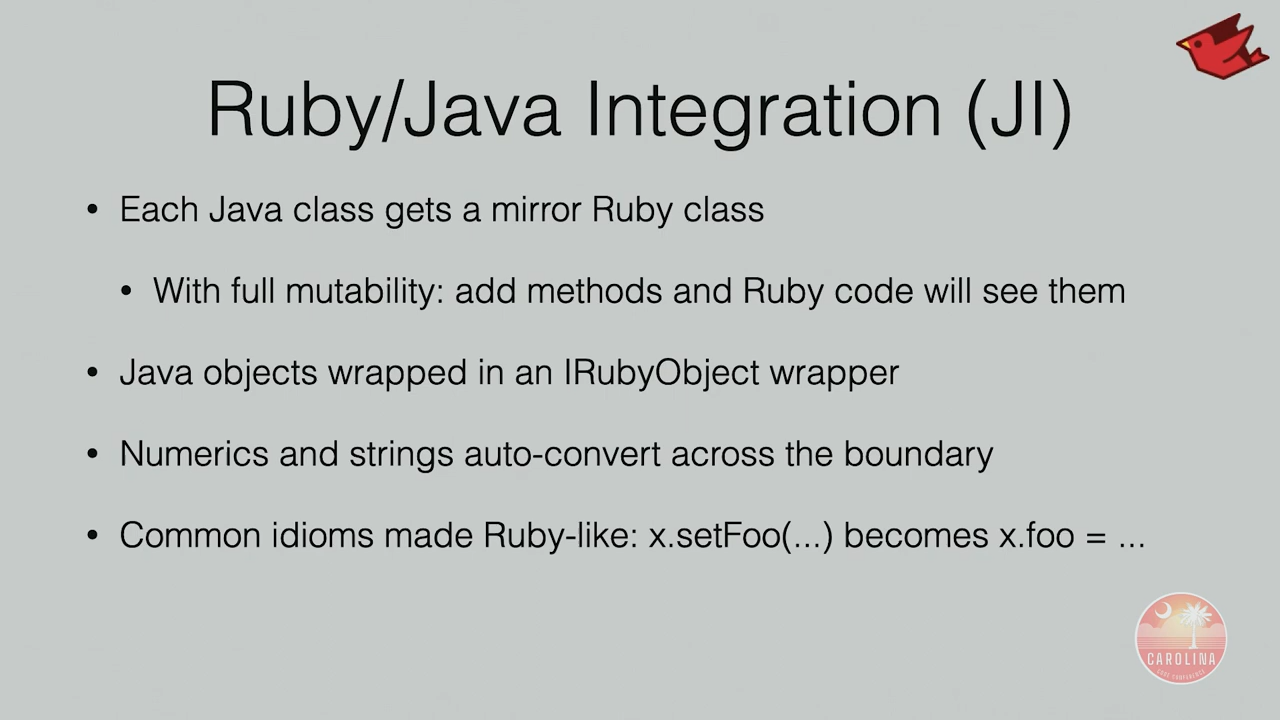 Ruby/Java Integration (JI)
• Each Java class gets a mirror Ruby class
• With full mutability: add methods and Ruby code will see them
• Java objects wrapped in an IRubyObject wrapper
• Numerics and strings auto-convert across the boundary
• Common idioms made Ruby-like: x.setFoo(...) becomes x.foo = ...
CAROLINA
CODE CONFERENCE